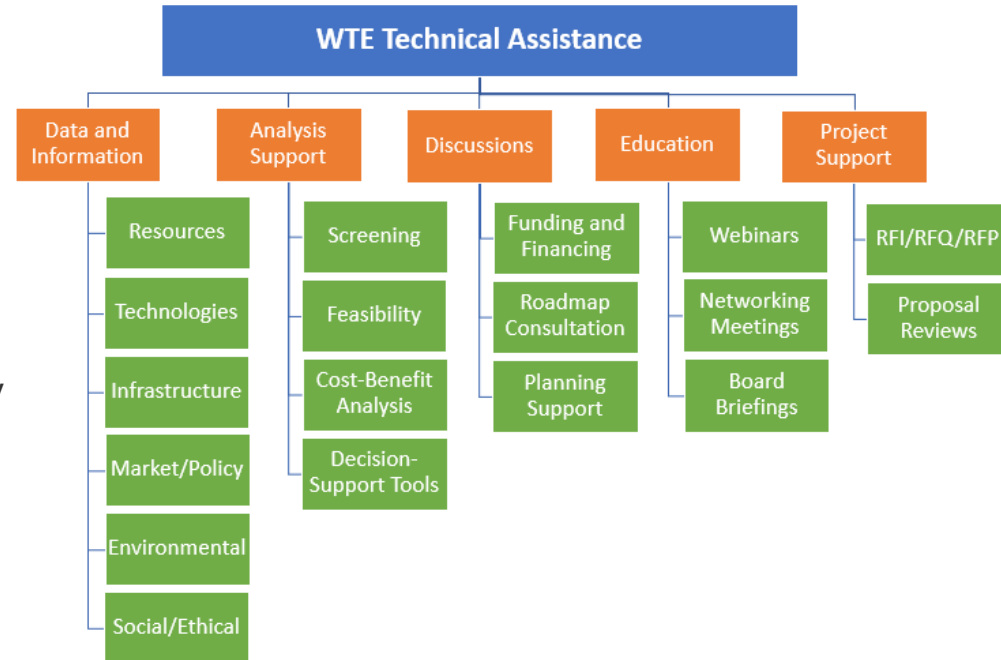 WTE Technical Assistance
Data and
Information
Resources
Technologies
Infrastructure
Market/Policy
Environmental
Social/Ethical
Analysis
Support
Screening
Feasibility
Cost-Benefit
Analysis
Decision-
Support Tools
Discussions
Funding and
Financing
Roadmap
Consultation
Planning
Support
Education
Webinars
Networking
Meetings
Board
Briefings
Project
Support
RFI/RFQ/RFP
Proposal
Reviews